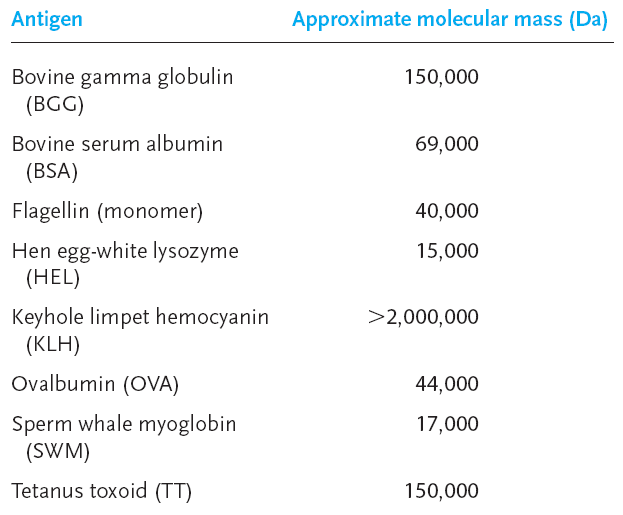 Antigen Approximate molecular mass (Da)
Bovine gamma globulin 150,000
(BGG)
Bovine serum albumin 69,000
(BSA)
Flagellin (monomer) 40,000
Hen egg-white lysozyme 15,000
(HEL)
Keyhole limpet hemocyanin >2,000,000
(KLH)
Ovalbumin (OVA) 44,000
Sperm whale myoglobin 17,000
(SWM)
Tetanus toxoid (TT) 150,000